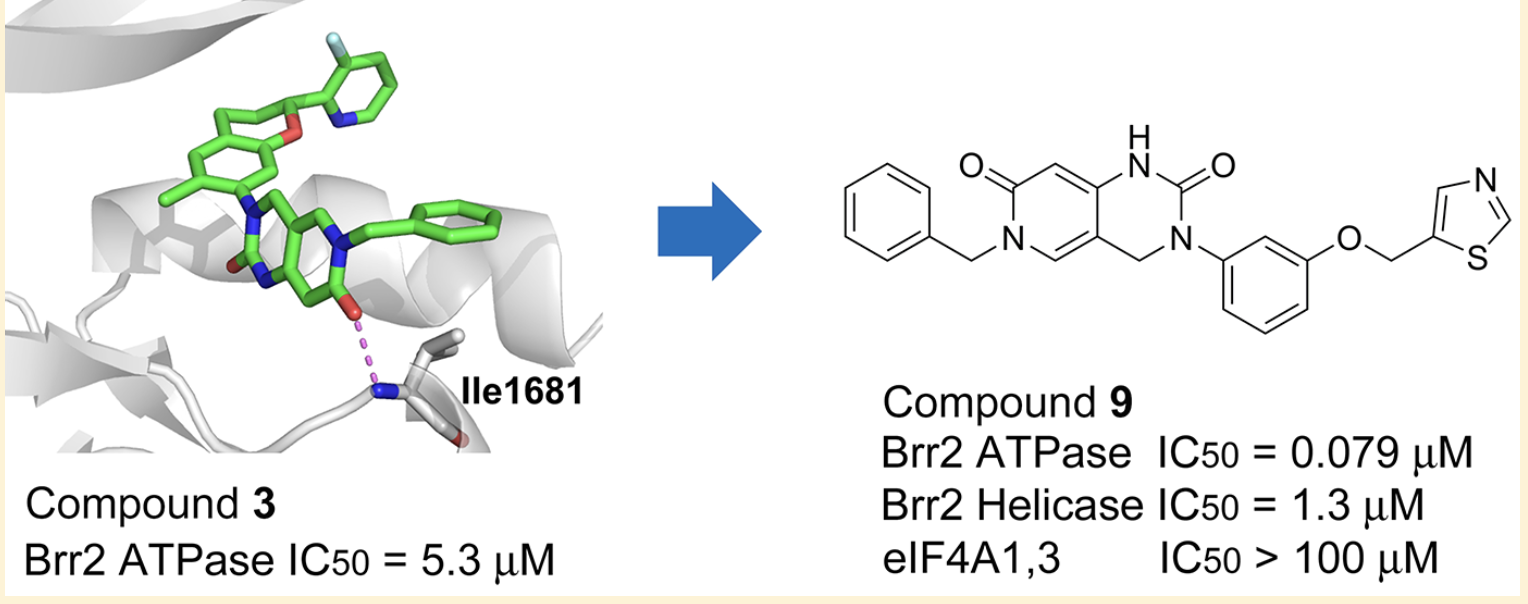 Ile1681
Compound 3
Brr2 ATPase IC50 = 5.3 μM
H
N
O
O
N
N
O
N
S
Compound 9
Brr2 ATPase IC50 = 0.079 μM
Brr2 Helicase IC50 = 1.3 μM
eIF4A1,3 IC50 > 100 μM